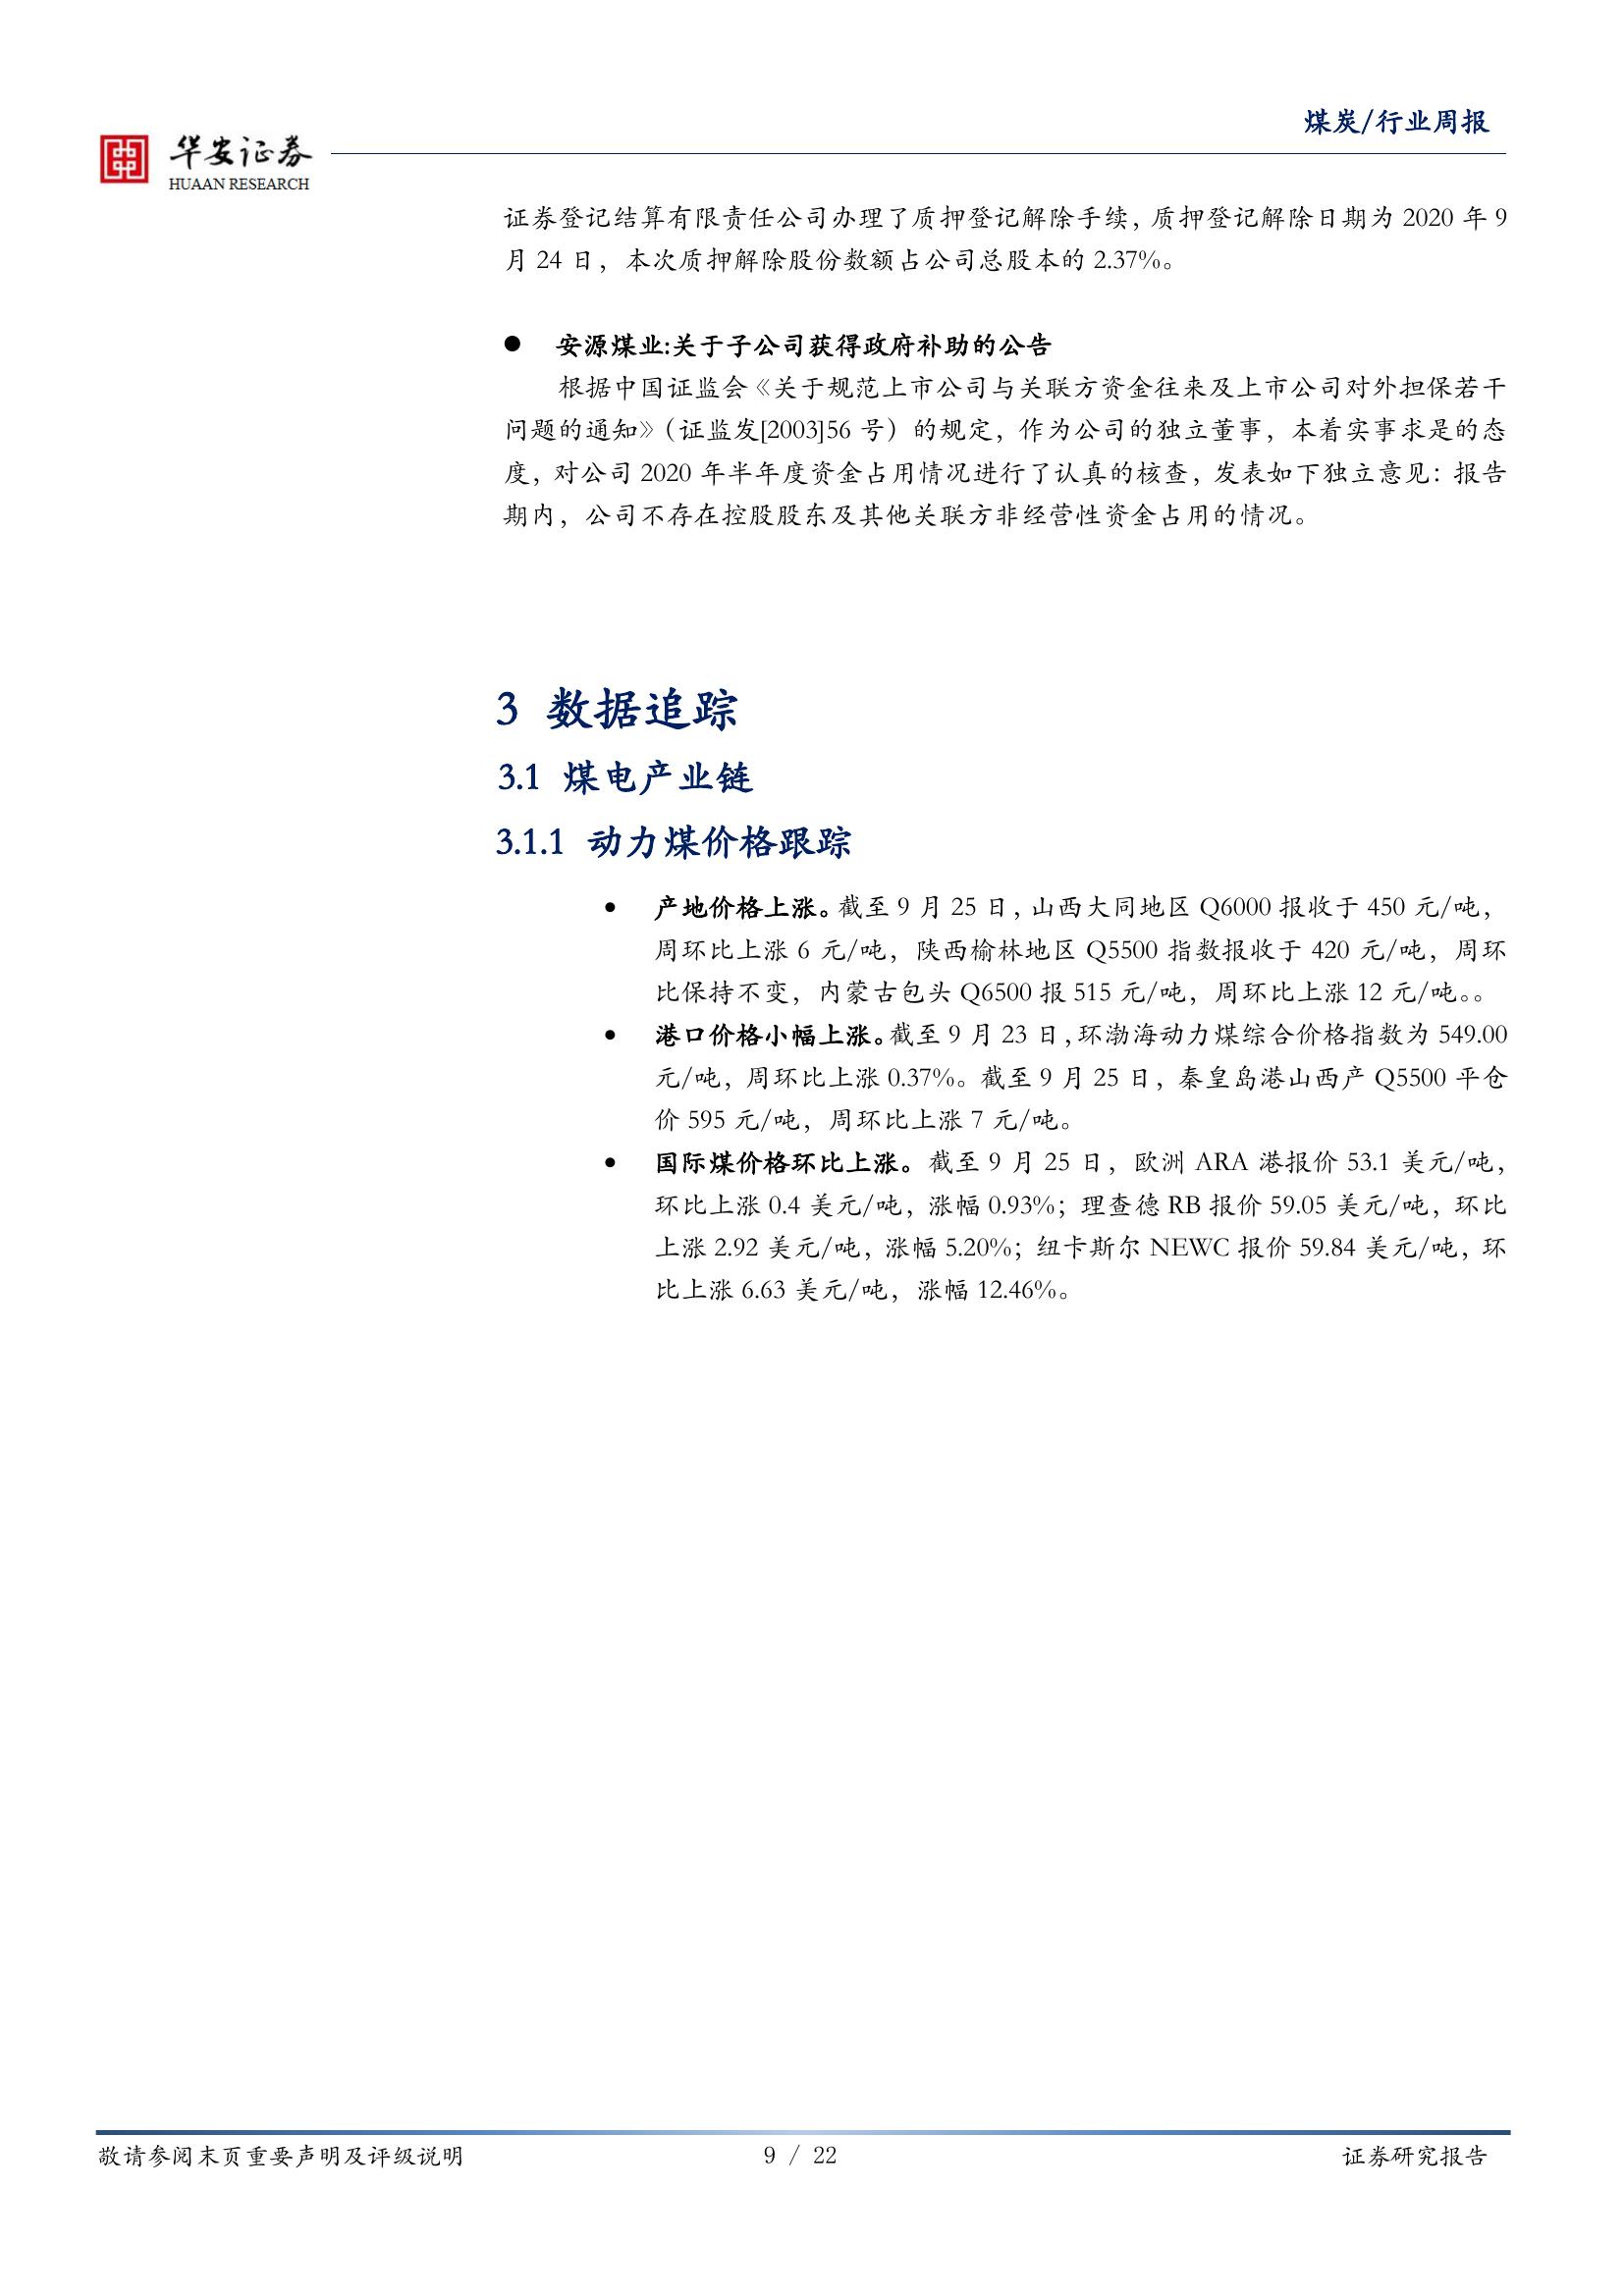 煤炭/行业周报
华安证券
HUAAN RESEARCH
证券登记结算有限责任公司办理了质押登记解除手续，质押登记解除日期为 2020 年 9
月 24 日，本次质押解除股份数额占公司总股本的 2.37%。
● 安源煤业:关于子公司获得政府补助的公告
根据中国证监会《关于规范上市公司与关联方资金往来及上市公司对外担保若干
问题的通知》（证监发[2003]56 号）的规定，作为公司的独立董事，本着实事求是的态
度，对公司 2020 年半年度资金占用情况进行了认真的核查，发表如下独立意见：报告
期内，公司不存在控股股东及其他关联方非经营性资金占用的情况。
3 数据追踪
3.1 煤电产业链
3.1.1 动力煤价格跟踪
• 产地价格上涨。截至 9 月 25 日，山西大同地区 Q6000 报收于 450 元/吨，
周环比上涨 6 元/吨，陕西榆林地区 Q5500 指数报收于 420 元/吨，周环
比保持不变，内蒙古包头 Q6500 报 515 元/吨，周环比上涨 12 元/吨。。
• 港口价格小幅上涨。截至 9 月 23 日，环渤海动力煤综合价格指数为 549.00
元/吨，周环比上涨 0.37%。截至 9 月 25 日，秦皇岛港山西产 Q5500 平仓
价 595 元/吨，周环比上涨 7 元/吨。
• 国际煤价格环比上涨。截至 9 月 25 日，欧洲 ARA 港报价 53.1 美元/吨，
环比上涨 0.4 美元/吨，涨幅 0.93%；理查德 RB 报价 59.05 美元/吨，环比
上涨 2.92 美元/吨，涨幅 5.20%；纽卡斯尔 NEWC 报价 59.84 美元/吨，环
比上涨 6.63 美元/吨，涨幅 12.46%。
敬请参阅末页重要声明及评级说明
9 / 22
证券研究报告